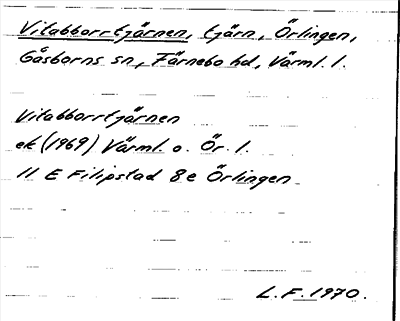 Vitabborrtjärnen, tjärn, Örlingen,
Gåsborns sn, Färnebo hd, Värml. l.
Vitabborrtjärnen
ek (1969) Värml. o. Ör. l.
11 E Filipstad 8e Örlingen
L.F. 1970.